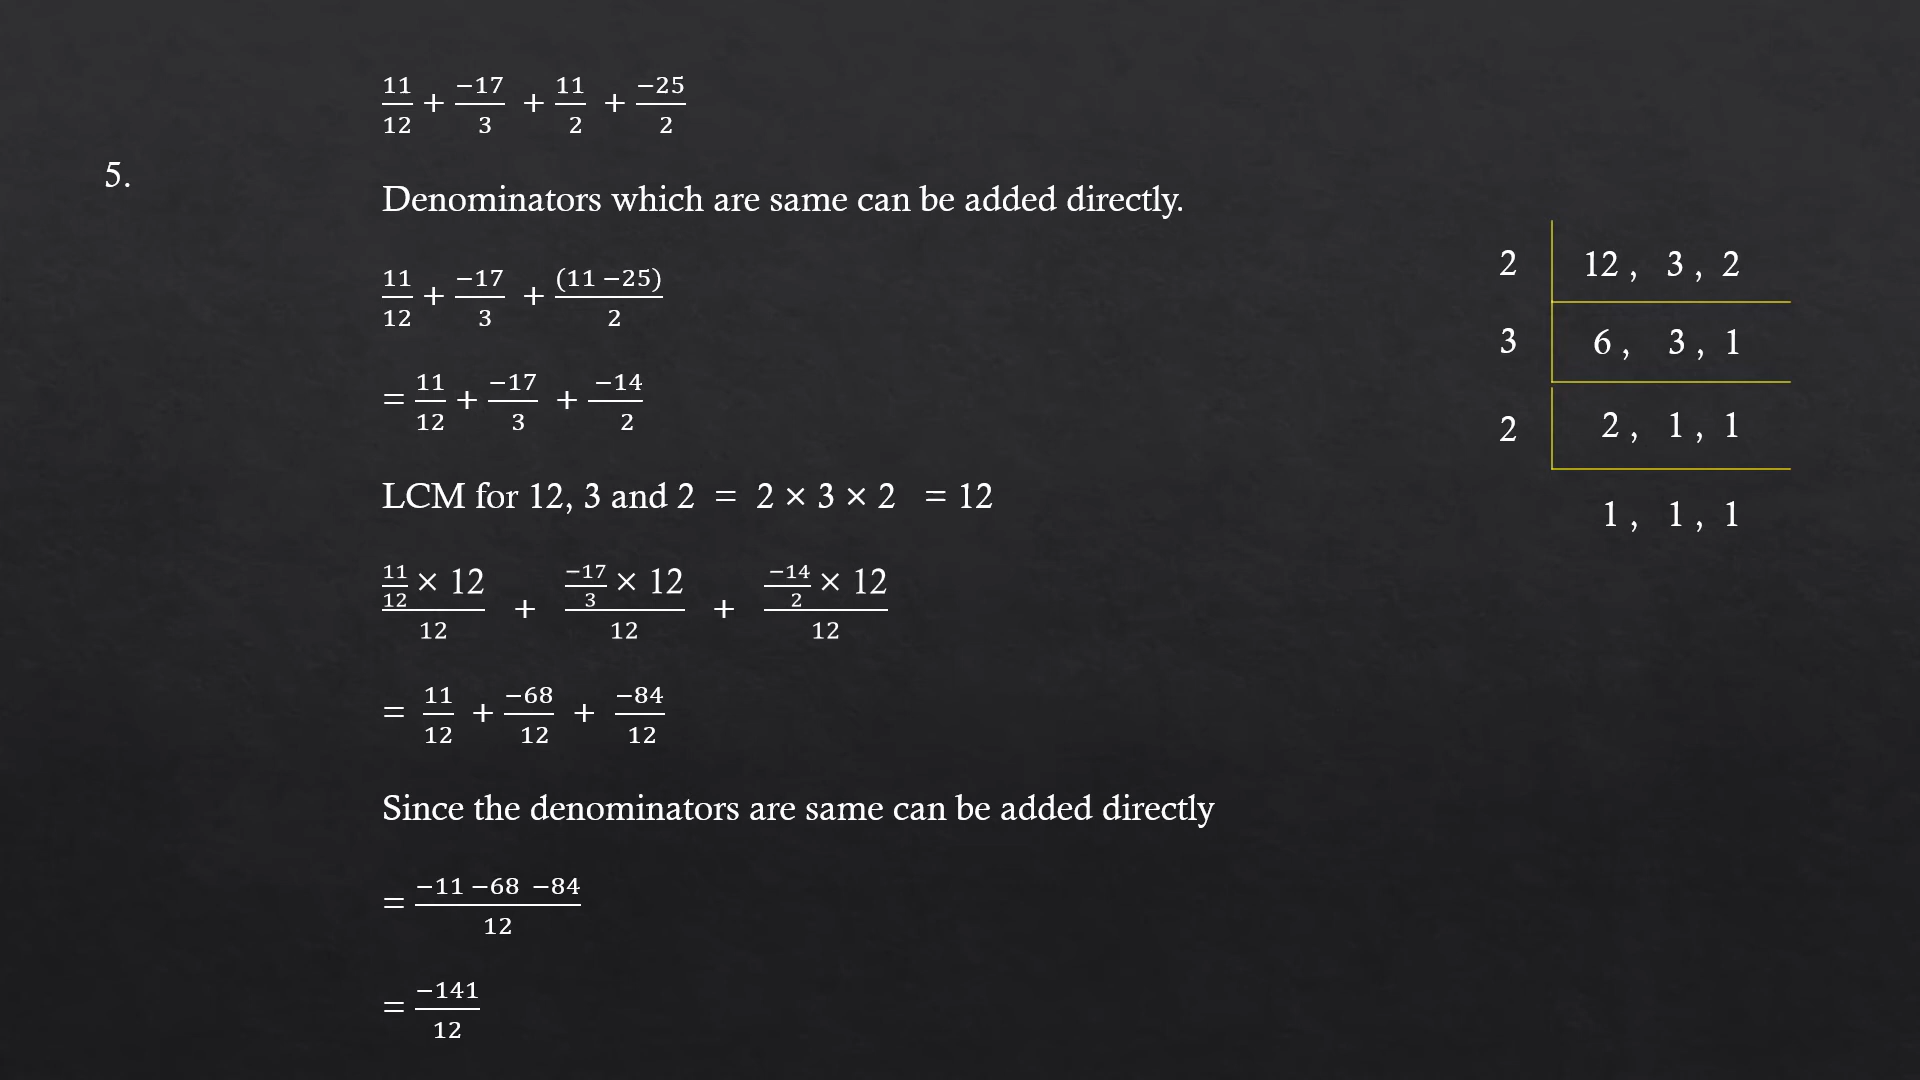 11/12 + −17/3 + 11/2 + −25/2
5.
Denominators which are same can be added directly.
11/12 + −17/3 + (11 −25)/2
= 11/12 + −17/3 + −14/2
LCM for 12, 3 and 2 = 2 × 3 × 2 = 12
(11/12 × 12)/12 + (−17/3 × 12)/12 + (−14/2 × 12)/12
= 11/12 + −68/12 + −84/12
Since the denominators are same can be added directly
= (−11 −68 −84)/12
= −141/12
2 | 12 , 3 , 2
3 | 6 , 3 , 1
2 | 2 , 1 , 1
1 , 1 , 1